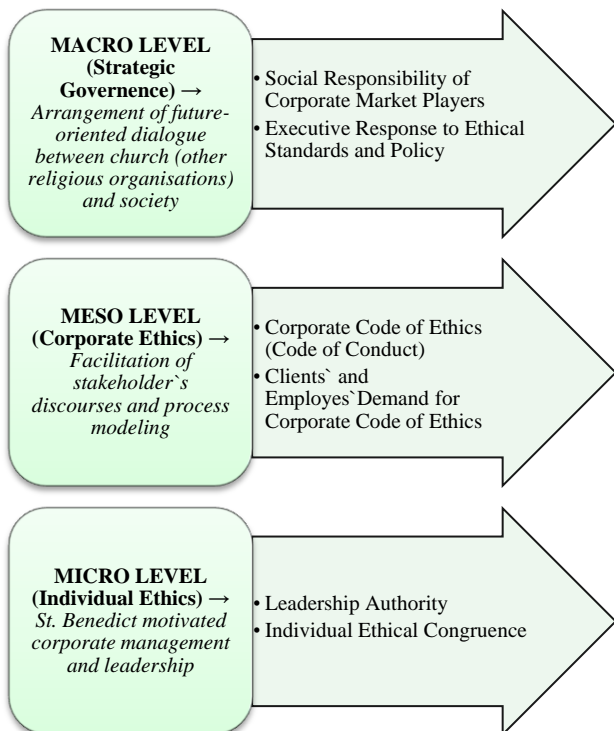 MACRO LEVEL
(Strategic
Governence) →
Arrangement of future-
oriented dialogue
between church (other
religious organisations)
and society
• Social Responsibility of
Corporate Market Players
• Executive Response to Ethical
Standards and Policy
MESO LEVEL
(Corporate Ethics) →
Facilitation of
stakeholder`s
discourses and process
modeling
• Corporate Code of Ethics
(Code of Conduct)
• Clients` and
Employes`Demand for
Corporate Code of Ethics
MICRO LEVEL
(Individual Ethics) →
St. Benedict motivated
corporate management
and leadership
• Leadership Authority
• Individual Ethical Congruence